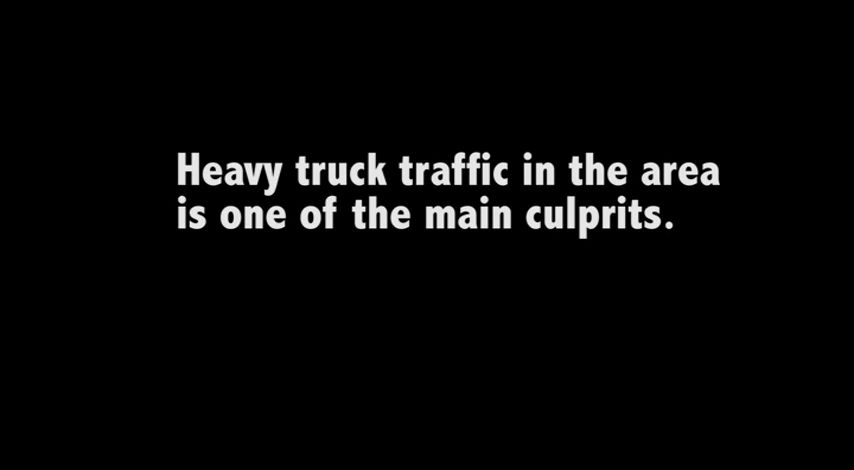 Heavy truck traffic in the area
is one of the main culprits.